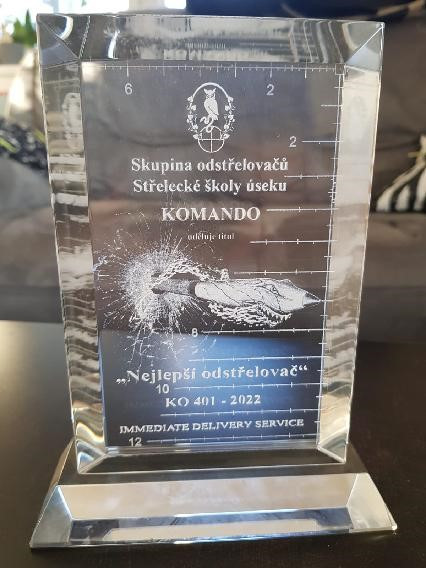 6 2
2
Skupina odstřelovačů
Střelecké školy úseku
KOMANDO
uděluje titul
8
„Nejlepší odstřelovač“
10
KO 401 - 2022
IMMEDIATE DELIVERY SERVICE
12